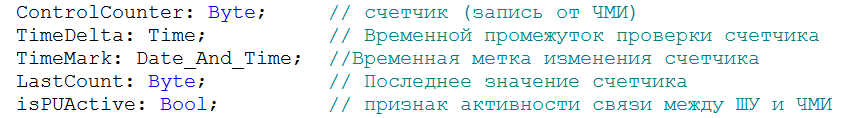 ControlCounter: Byte; // счетчик (запись от ЧМИ)
TimeDelta: Time; // Временной промежуток проверки счетчика
TimeMark: Date_And_Time; //Временная метка изменения счетчика
LastCount: Byte; // Последнее значение счетчика
isPUActive: Bool; // признак активности связи между ШУ и ЧМИ